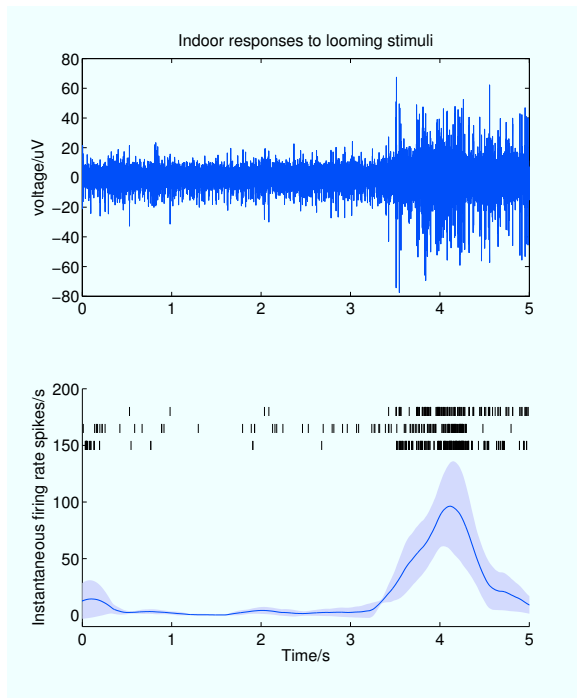 Indoor responses to looming stimuli
80
60
40
20
0
−20
−40
−60
−80
voltage/uV
0 1 2 3 4 5
200
150
100
50
0
Instantaneous firing rate spikes/s
0 1 2 3 4 5
Time/s